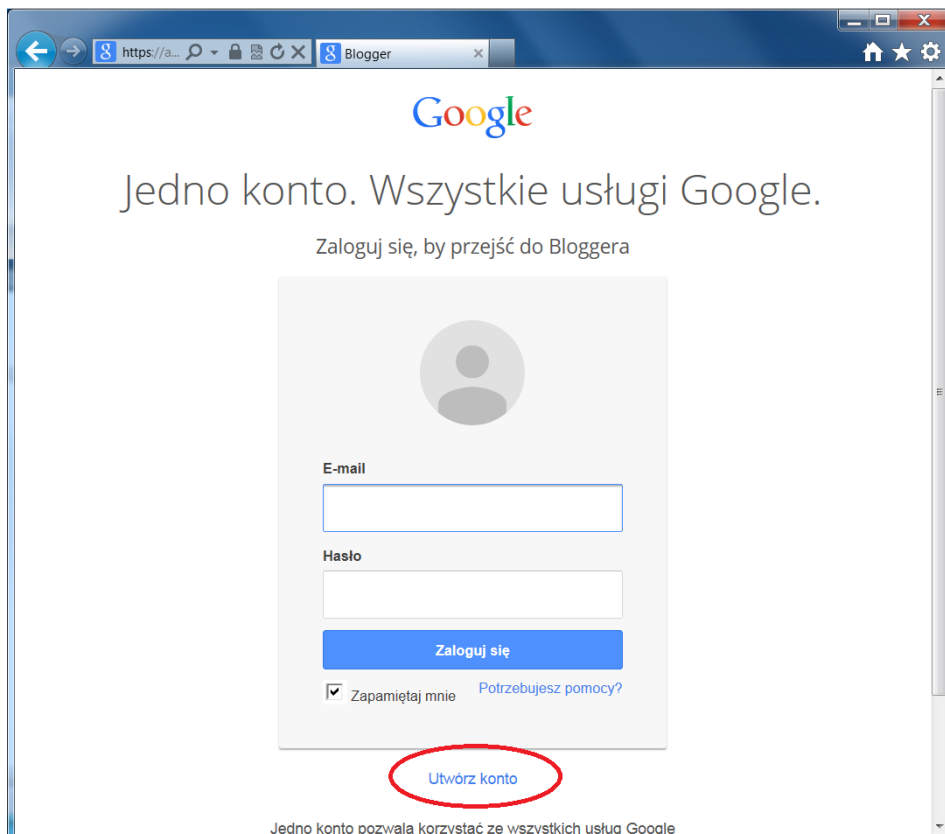 https://a...
Blogger
Google
Jedno konto. Wszystkie usługi Google.
Zaloguj się, by przejść do Bloggera
E-mail
Hasło
Zaloguj się
Zapamiętaj mnie
Potrzebujesz pomocy?
Utwórz konto
Jedno konto pozwala korzystać ze wszystkich usług Google